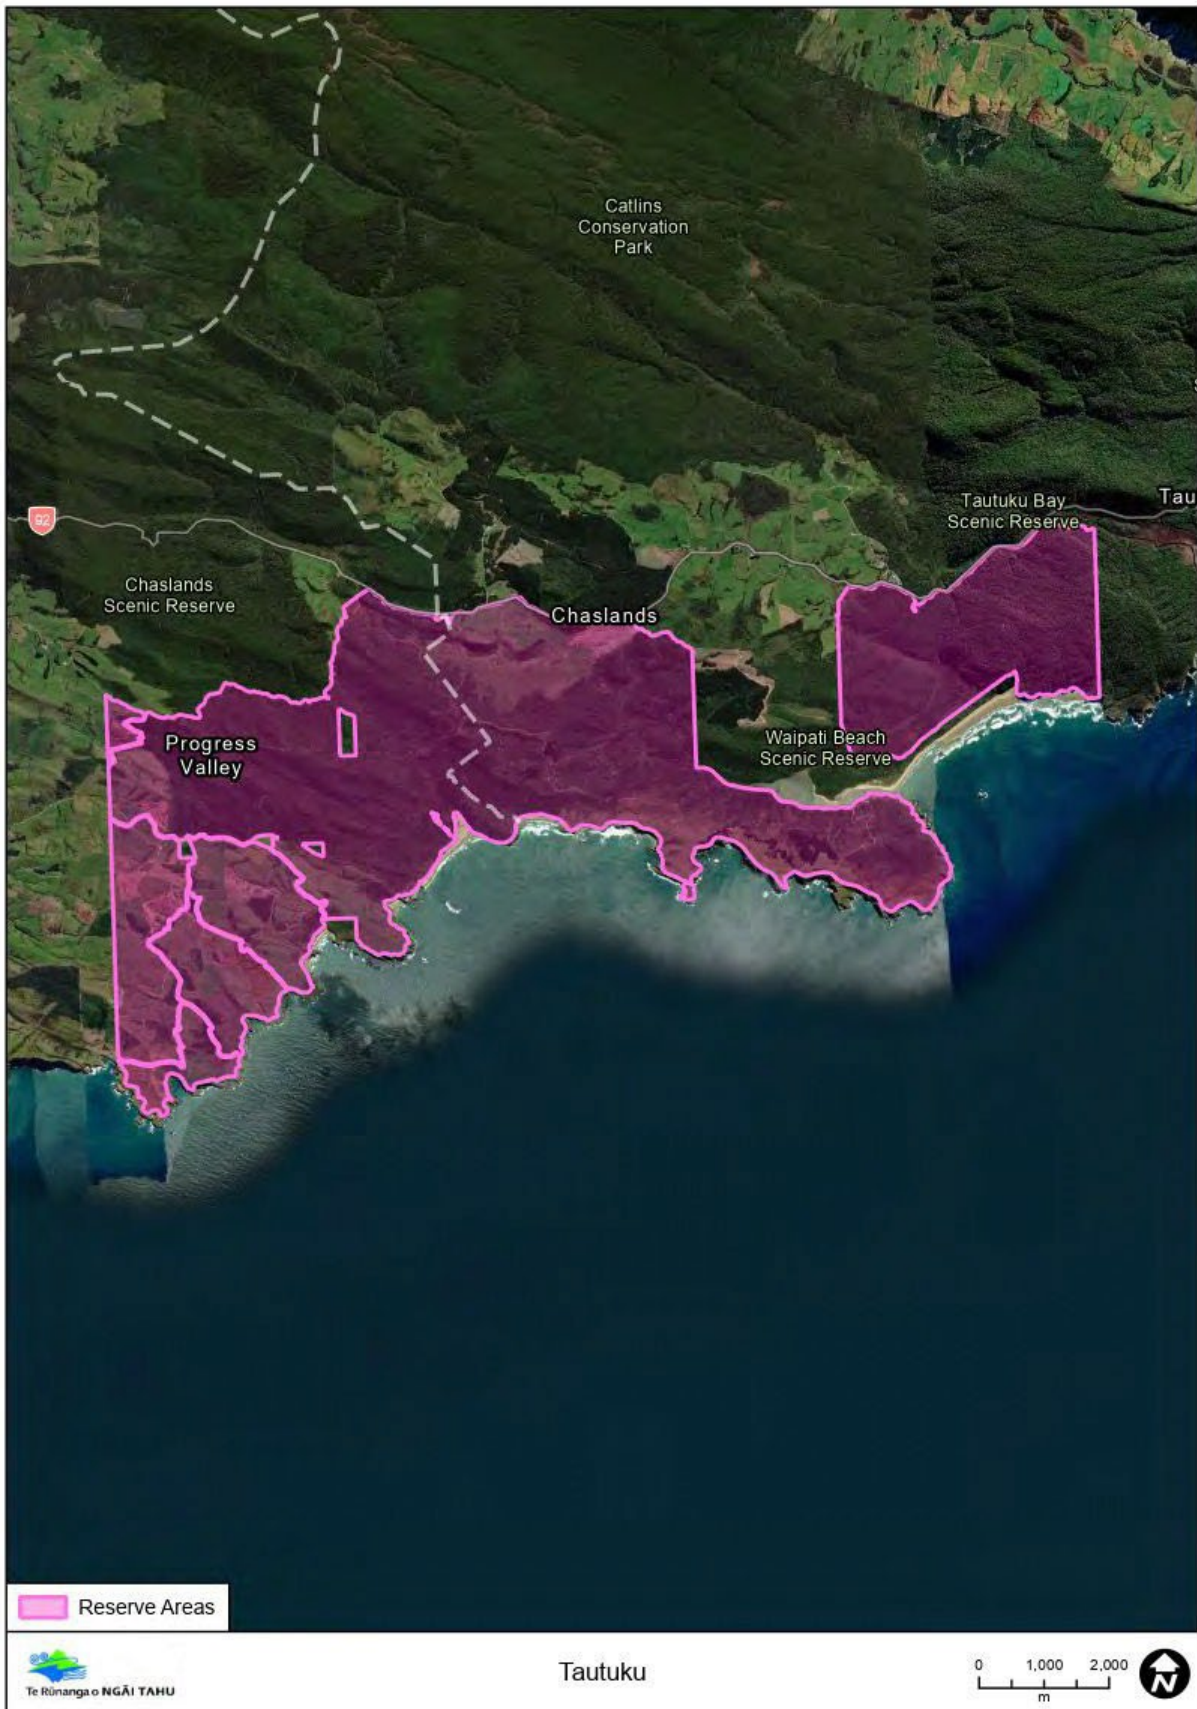 Catlins
Conservation
Park
Tautuku Bay
Scenic Reserve
Tau
92
Chaslands
Scenic Reserve
Chaslands
Progress
Valley
Waipati Beach
Scenic Reserve
Reserve Areas
Te Rūnanga o NGĀI TAHU
Tautuku
0 1,000 2,000
m
N